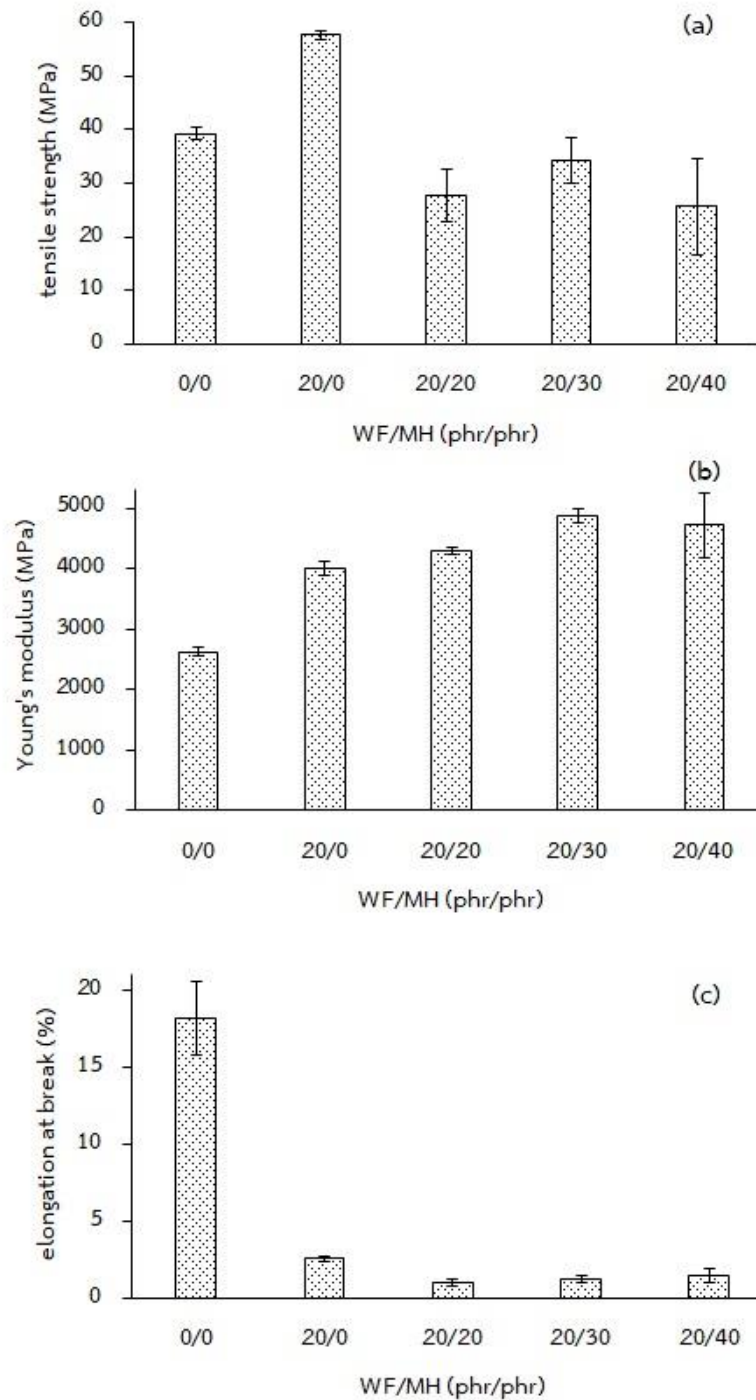 (a)
tensile strength (MPa)
60
50
40
30
20
10
0
0/0 20/0 20/20 20/30 20/40
WF/MH (phr/phr)
(b)
Young's modulus (MPa)
5000
4000
3000
2000
1000
0
0/0 20/0 20/20 20/30 20/40
WF/MH (phr/phr)
(c)
elongation at break (%)
20
15
10
5
0
0/0 20/0 20/20 20/30 20/40
WF/MH (phr/phr)